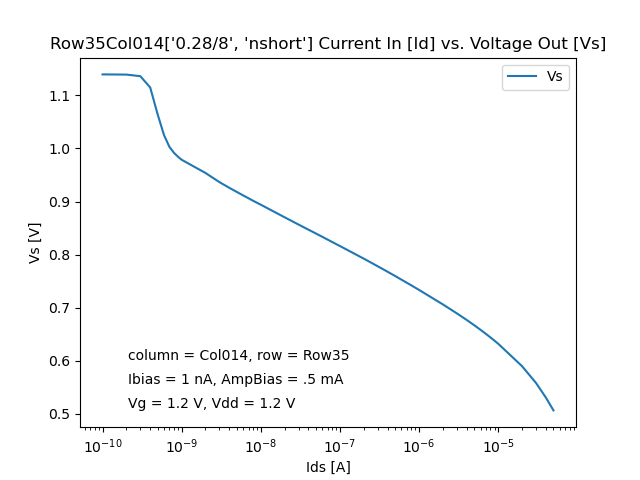 Row35Col014['0.28/8', 'nshort'] Current In [Id] vs. Voltage Out [Vs]
Vs
1.1
1.0
0.9
0.8
0.7
0.6
0.5
Vs [V]
column = Col014, row = Row35
Ibias = 1 nA, AmpBias = .5 mA
Vg = 1.2 V, Vdd = 1.2 V
10⁻¹⁰ 10⁻⁹ 10⁻⁸ 10⁻⁷ 10⁻⁶ 10⁻⁵
Ids [A]